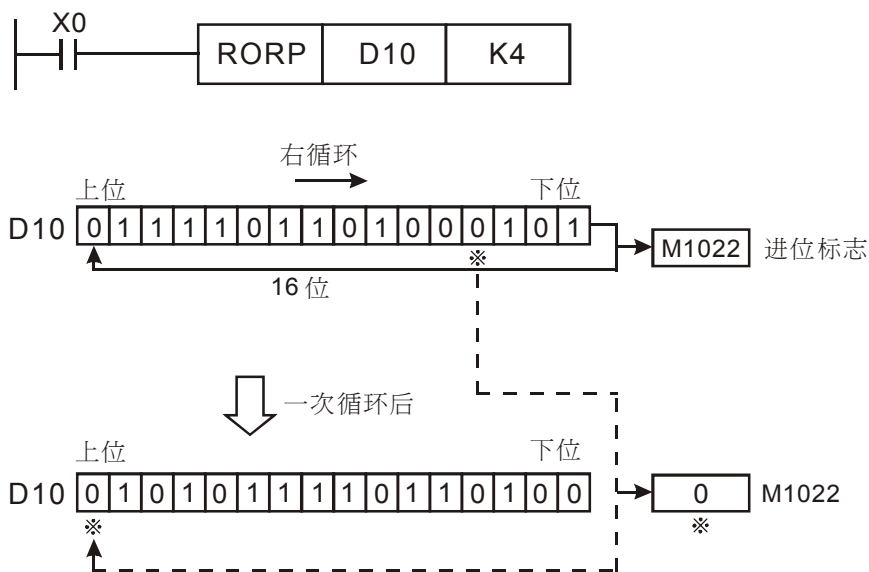 X0
RORP D10 K4
右循环
上位 下位
D10 0 1 1 1 1 0 1 1 0 1 0 0 0 1 0 1 M1022 进位标志
※
16 位
一次循环后
上位 下位
D10 0 1 0 1 0 1 1 1 1 0 1 1 0 1 0 0 0 M1022
※ ※